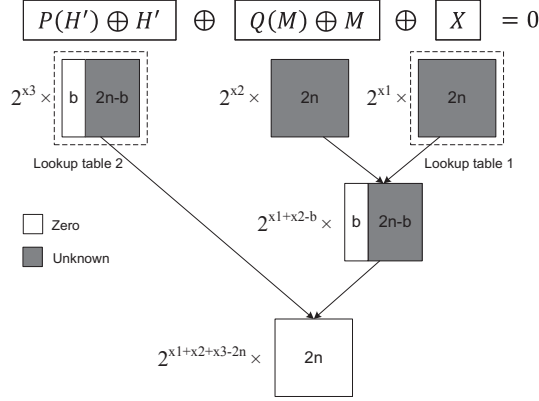 P(H′) ⊕ H′ ⊕ Q(M) ⊕ M ⊕ X = 0
2^{x3} × b 2n-b 2^{x2} × 2n 2^{x1} × 2n
Lookup table 2 Lookup table 1
2^{x1+x2-b} × b 2n-b
Zero
Unknown
2^{x1+x2+x3-2n} × 2n